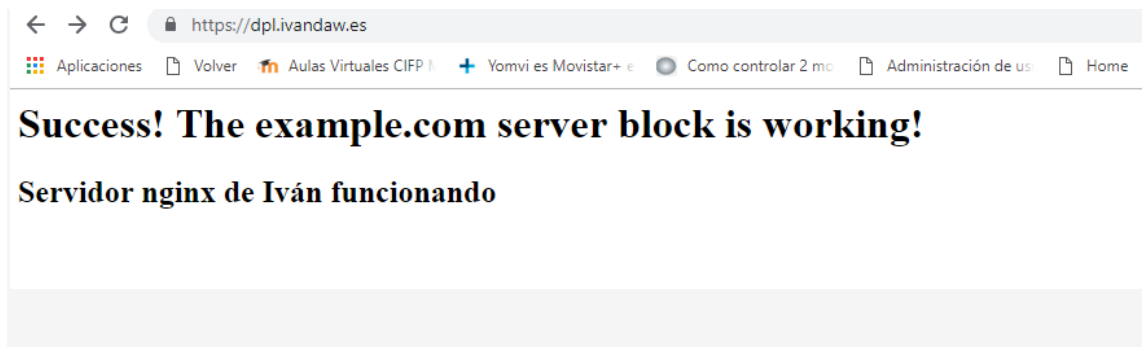 https://dpl.ivandaw.es
Aplicaciones Volver Aulas Virtuales CIFP Yomvi es Movistar+ Como controlar 2 Administración de Home
Success! The example.com server block is working!
Servidor nginx de Iván funcionando